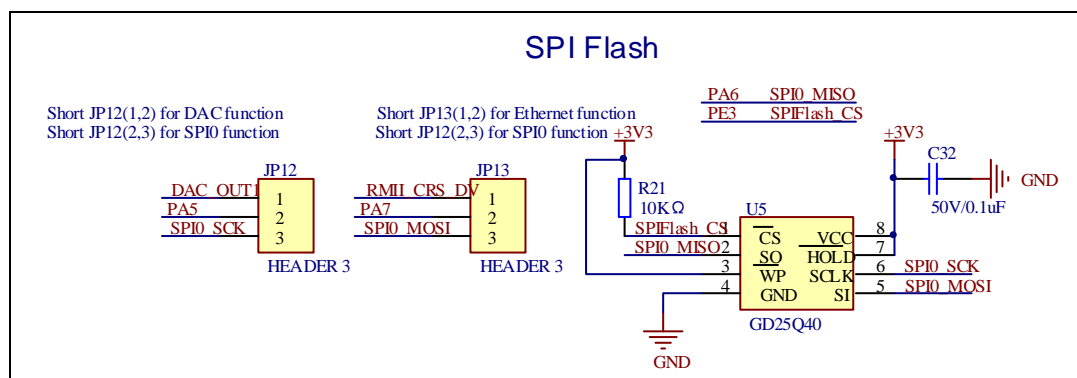 SPI Flash
Short JP12(1,2) for DAC function
Short JP12(2,3) for SPI0 function
Short JP13(1,2) for Ethernet function
Short JP12(2,3) for SPI0 function
PA6 SPI0_MISO
PE3 SPIFlash_CS
JP12
DAC_OUT1 1
PA5 2
SPI0_SCK 3
HEADER 3
JP13
RMII_CRS_DV 1
PA7 2
SPI0_MOSI 3
HEADER 3
+3V3
R21
10KΩ
+3V3
C32
50V/0.1uF
GND
U5
SPIFlash_CS 1 CS VCC 8
SPI0_MISO 2 SO HOLD 7
3 WP SCLK 6 SPI0_SCK
4 GND SI 5 SPI0_MOSI
GD25Q40
GND